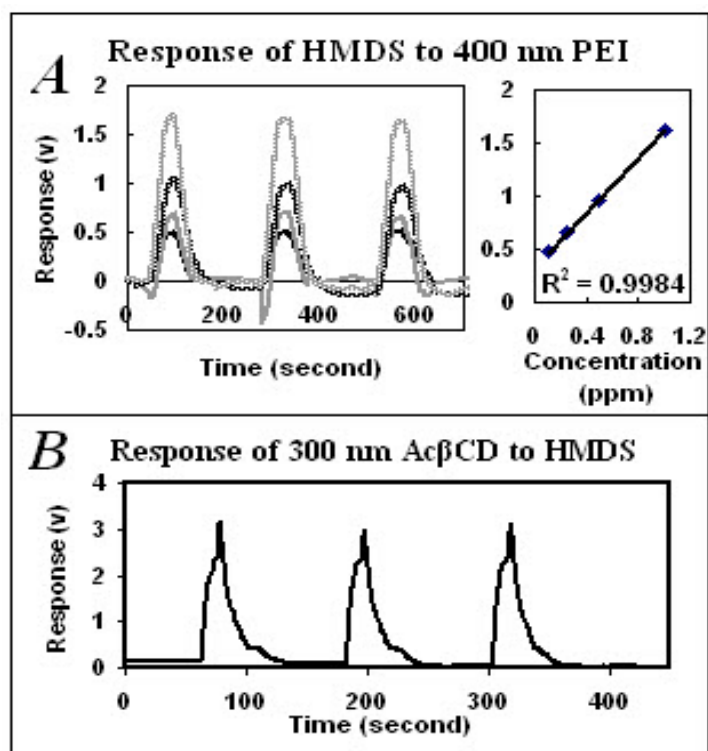 A
Response of HMDS to 400 nm PEI
Response (v)
2
1.5
1
0.5
0
-0.5
0 200 400 600
Time (second)
2
1.5
1
0.5
0
R² = 0.9984
0 0.4 0.8 1.2
Concentration
(ppm)
B
Response of 300 nm AcβCD to HMDS
Response (v)
4
3
2
1
0
0 100 200 300 400
Time (second)